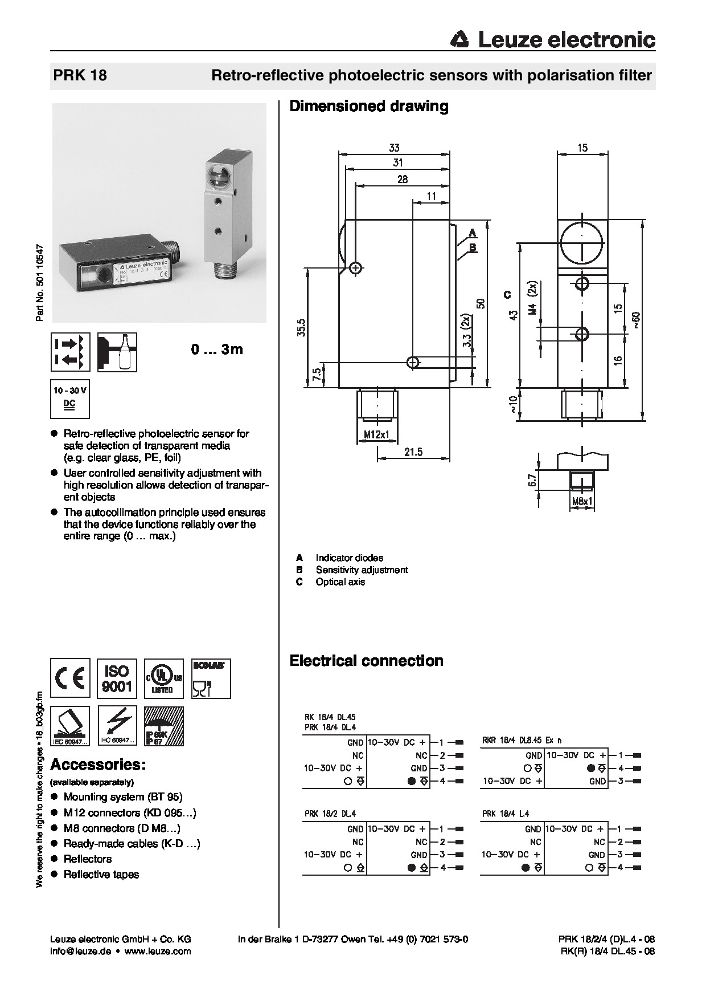 Leuze electronic
PRK 18
Retro-reflective photoelectric sensors with polarisation filter
Part No. 501 10547
We reserve the right to make changes • 18_b03gb.fm
Leuze electronic
PRK 18/4 DL.4
CE
0 … 3m
10 - 30 V
DC
● Retro-reflective photoelectric sensor for
safe detection of transparent media
(e.g. clear glass, PE, foil)
● User controlled sensitivity adjustment with
high resolution allows detection of transpar-
ent objects
● The autocollimation principle used ensures
that the device functions reliably over the
entire range (0 … max.)
CE
ISO
9001
C UL US
LISTED
ECOLAB
IEC 60947...
IEC 60947...
IP 69K
IP 67
Accessories:
(available separately)
● Mounting system (BT 95)
● M12 connectors (KD 095…)
● M8 connectors (D M8…)
● Ready-made cables (K-D …)
● Reflectors
● Reflective tapes
Dimensioned drawing
33
31
28
11
15
A
B
C
35.5
7.5
3.3 (2x)
50
43
M4 (2x)
15
16
~60
~10
M12x1
21.5
6.7
M8x1
A Indicator diodes
B Sensitivity adjustment
C Optical axis
Electrical connection
RK 18/4 DL.45
PRK 18/4 DL.4
GND 10-30V DC + 1
NC NC 2
10-30V DC + GND 3
4
RKR 18/4 DL8.45 Ex n
GND 10-30V DC + 1
4
10-30V DC + GND 3
PRK 18/2 DL.4
GND 10-30V DC + 1
NC NC 2
10-30V DC + GND 3
4
PRK 18/4 L.4
GND 10-30V DC + 1
NC NC 2
10-30V DC + GND 3
4
Leuze electronic GmbH + Co. KG
In der Braike 1 D-73277 Owen Tel. +49 (0) 7021 573-0
PRK 18/2/4 (D)L.4 - 08
info@leuze.de • www.leuze.com
RK(R) 18/4 DL.45 - 08